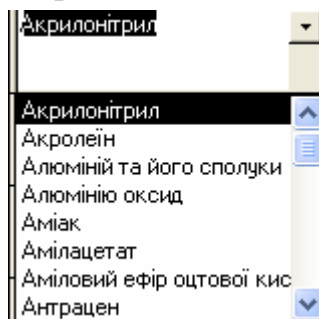 Акрилонітрил
Акрилонітрил
Акролеїн
Алюміній та його сполуки
Алюмінію оксид
Аміак
Амілацетат
Аміловий ефір оцтової кис
Антрацен